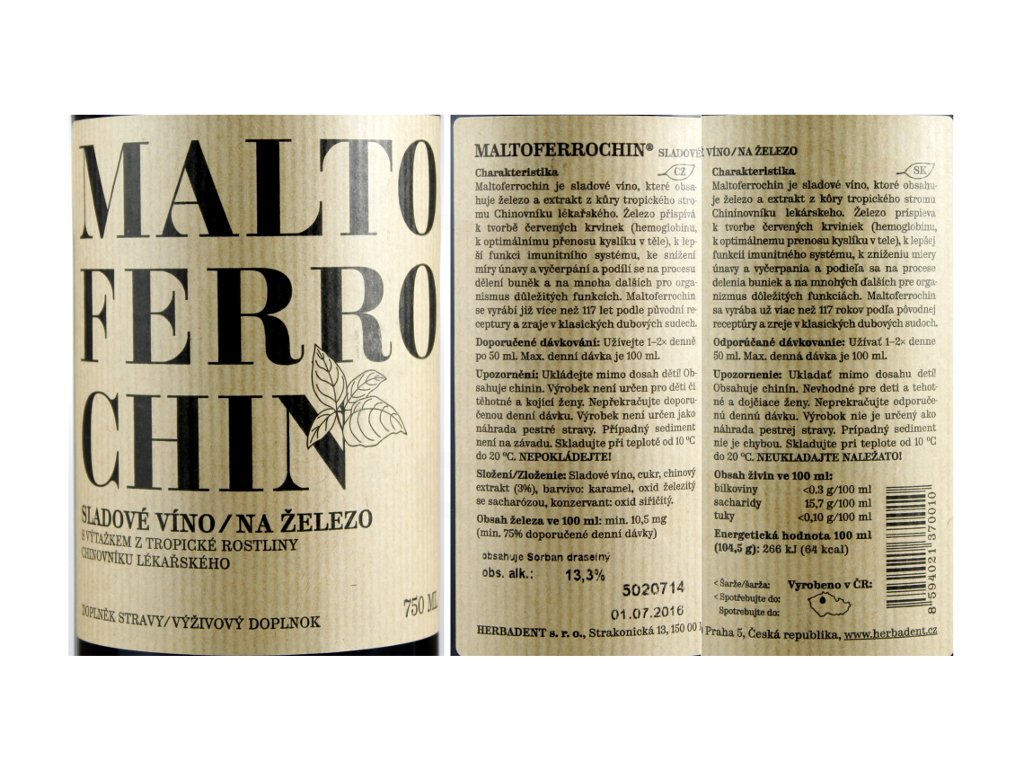 MALTO
FERRO
CHIN
SLADOVÉ VÍNO/NA ŽELEZO
S VÝTAŽKEM Z TROPICKÉ ROSTLINY
CHINOVNÍKU LÉKAŘSKÉHO
DOPLNĚK STRAVY/VÝŽIVOVÝ DOPLNOK
750 ML
MALTOFERROCHIN® SLADOVÉ VÍNO/NA ŽELEZO
Charakteristika
CZ
Maltoferrochin je sladové víno, které obsa-
huje železo a extrakt z kůry tropického stro-
mu Chinovníku lékařského. Železo přispívá
k tvorbě červených krvinek (hemoglobinu,
k optimálnímu přenosu kyslíku v těle), k lep-
ší funkci imunitního systému, ke snížení
míry únavy a vyčerpání a podílí se na procesu
dělení buněk a na mnoha dalších pro orga-
nismus důležitých funkcích. Maltoferrochin
se vyrábí již více než 117 let podle původní re-
ceptury a zraje v klasických dubových sudech.
Doporučené dávkování: Užívejte 1–2× denně
po 50 ml. Max. denní dávka je 100 ml.
Upozornění: Ukládejte mimo dosah dětí! Ob-
sahuje chinin. Výrobek není určen pro děti či
těhotné a kojící ženy. Nepřekračujte doporu-
čenou denní dávku. Výrobek není určen jako
náhrada pestré stravy. Případný sediment
není na závadu. Skladujte při teplotě od 10 °C
do 20 °C. NEPOKLÁDEJTE!
Složení/Zloženie: Sladové víno, cukr, chinový
extrakt (3%), barvivo: karamel, oxid železitý
se sacharózou, konzervant: oxid siřičitý.
Obsah železa ve 100 ml: min. 10,5 mg
(min. 75% doporučené denní dávky)
obsahuje Sorban draselný
obs. alk.: 13,3%
5020714
01.07.2016
HERBADENT s. r. o., Strakonická 13, 150 00
Charakteristika
SK
Maltoferrochin je sladové víno, ktoré obsahu-
je železo a extrakt z kôry tropického stromu
Chinínovníku lekárskeho. Železo prispieva
k tvorbe červených krviniek (hemoglobínu,
k optimálnemu prenosu kyslíku v tele), k lepšej
funkcii imunitného systému, k zníženiu miery
únavy a vyčerpania a podieľa sa na procese
delenia buniek a na mnohých ďalších pre orga-
nizmus dôležitých funkciách. Maltoferrochin
sa vyrába už viac než 117 rokov podľa pôvodnej
receptúry a zreje v klasických dubových sudoch.
Odporúčané dávkovanie: Užívať 1–2× denne
50 ml. Max. denná dávka je 100 ml.
Upozornenie: Ukladať mimo dosahu detí!
Obsahuje chinín. Nevhodné pre deti a tehot-
né a dojčiace ženy. Neprekračujte odporuče-
nú dennú dávku. Výrobok nie je určený ako
náhrada pestrej stravy. Prípadný sediment
nie je chybou. Skladujte pri teplote od 10 °C
do 20 °C. NEUKLADAJTE NALEŽATO!
Obsah živin ve 100 ml:
bílkoviny <0.3 g/100 ml
sacharidy 15,7 g/100 ml
tuky <0,10 g/100 ml
Energetická hodnota 100 ml
(104,5 g): 266 kJ (64 kcal)
< Šarže/šarža: Vyrobeno v ČR:
< Spotřebujte do:
Spotrebujte do:
8 594021 370010
Praha 5, Česká republika, www.herbadent.cz